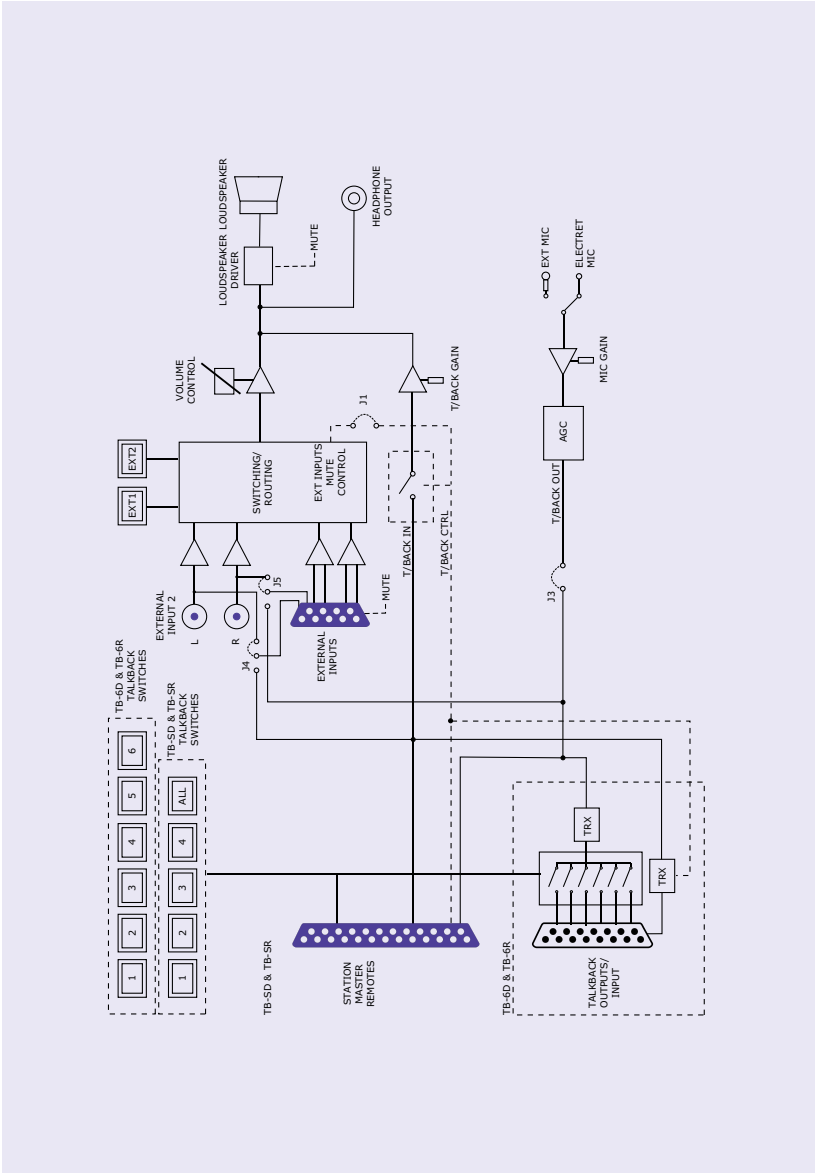 TB-6D & TB-6R
TALKBACK
SWITCHES
1
2
3
4
5
6
TB-SD & TB-SR
TALKBACK
SWITCHES
1
2
3
4
ALL
EXTERNAL
INPUT 2
L
R
EXT1
EXT2
VOLUME
CONTROL
LOUDSPEAKER
DRIVER
LOUDSPEAKER
MUTE
HEADPHONE
OUTPUT
SWITCHING/
ROUTING
EXT INPUTS
MUTE
CONTROL
J4
J5
EXTERNAL
INPUTS
MUTE
J1
T/BACK IN
T/BACK GAIN
T/BACK CTRL
TB-SD & TB-SR
STATION
MASTER
REMOTES
J3
T/BACK OUT
AGC
MIC GAIN
EXT MIC
ELECTRET
MIC
TB-6D & TB-6R
TALKBACK
OUTPUTS/
INPUT
TRX
TRX